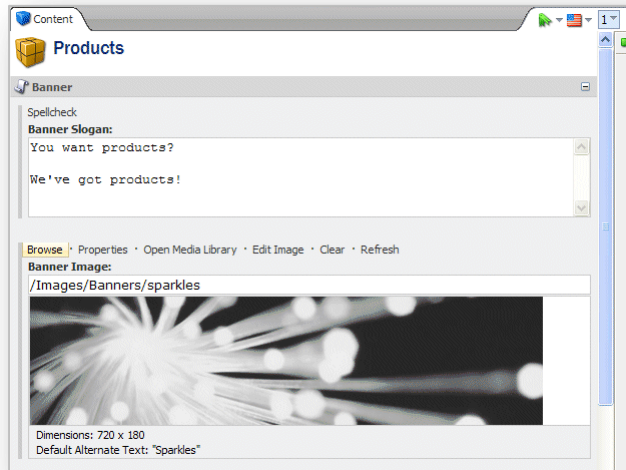 Content
1
Products
Banner
Spellcheck
Banner Slogan:
You want products?
We've got products!
Browse · Properties · Open Media Library · Edit Image · Clear · Refresh
Banner Image:
/Images/Banners/sparkles
Dimensions: 720 x 180
Default Alternate Text: "Sparkles"